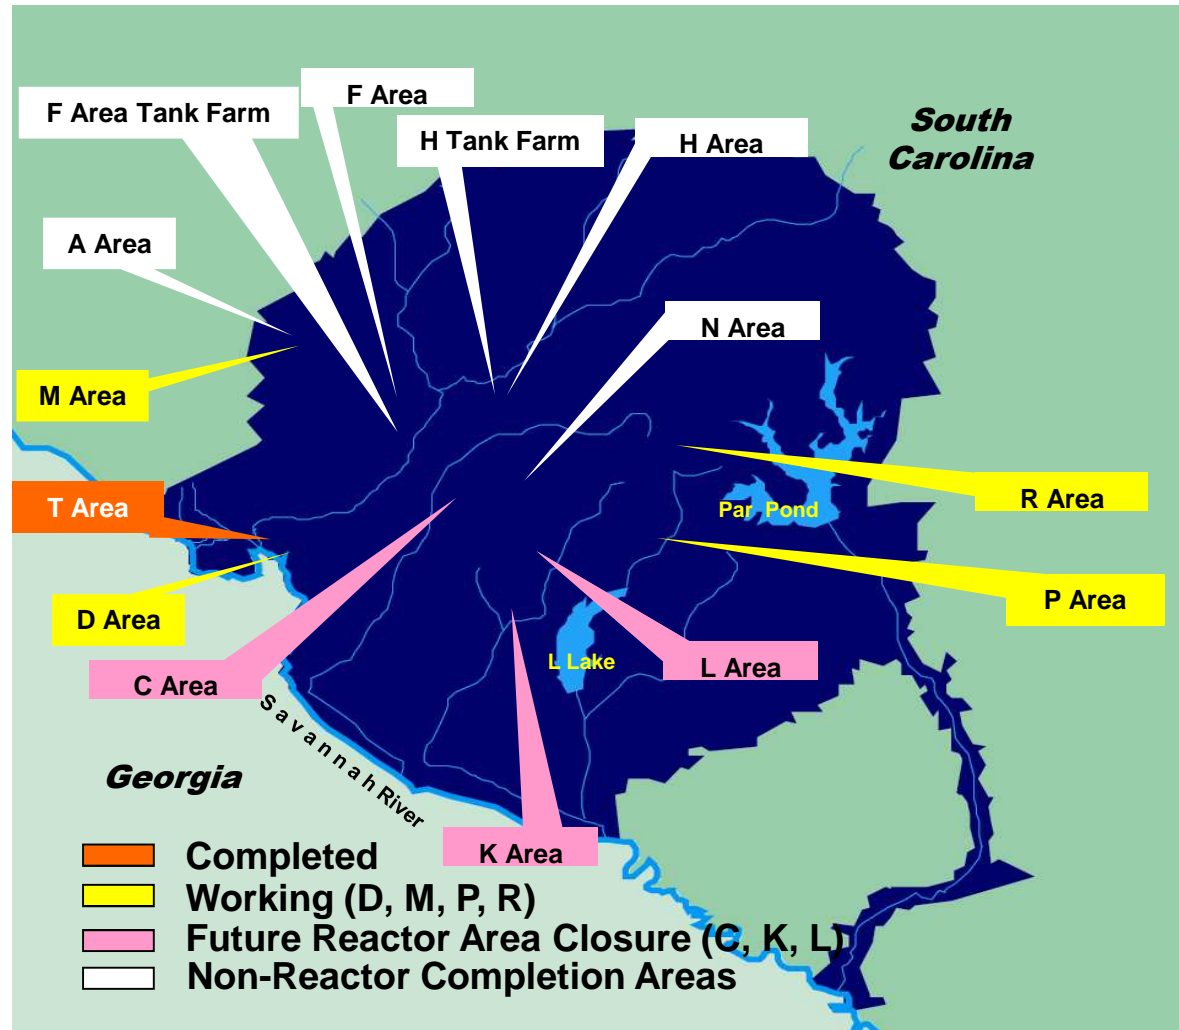 F Area
F Area Tank Farm
H Tank Farm
H Area
South
Carolina
A Area
N Area
M Area
T Area
R Area
Par Pond
D Area
P Area
C Area
L Lake
L Area
Savannah River
Georgia
K Area
Completed
Working (D, M, P, R)
Future Reactor Area Closure (C, K, L)
Non-Reactor Completion Areas